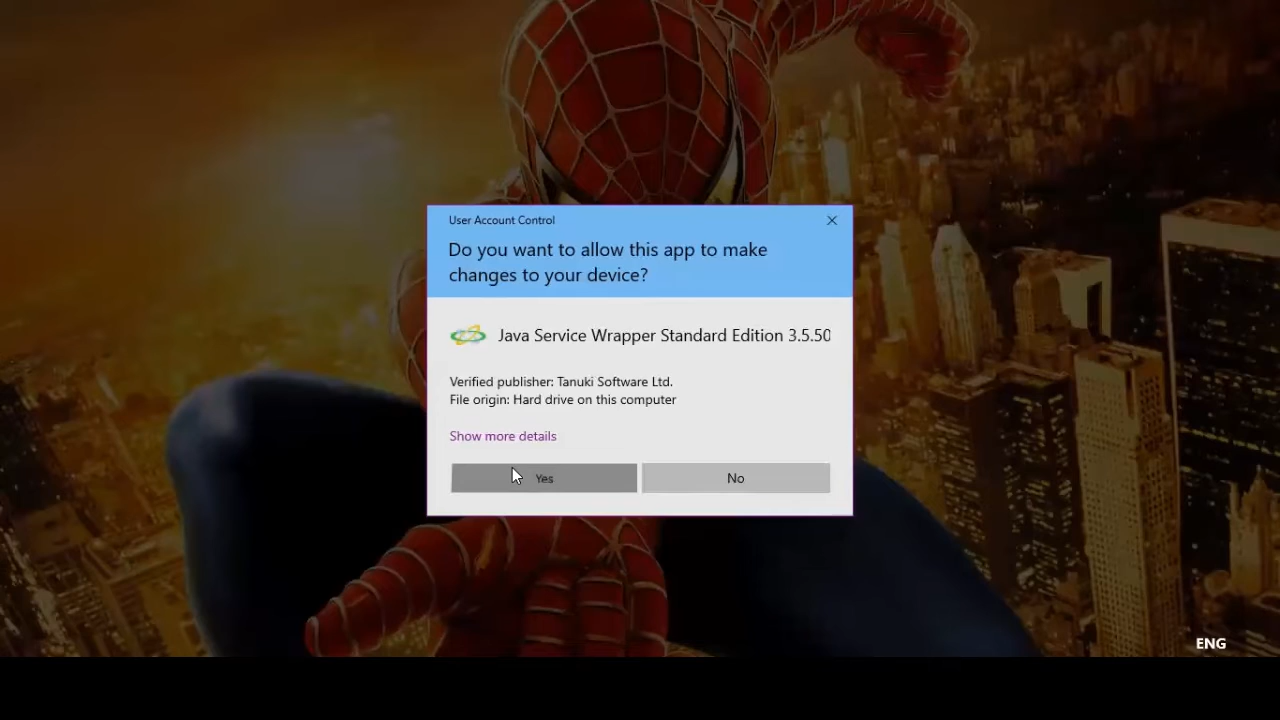 User Account Control
Do you want to allow this app to make
changes to your device?
Java Service Wrapper Standard Edition 3.5.50
Verified publisher: Tanuki Software Ltd.
File origin: Hard drive on this computer
Show more details
Yes
No
ENG